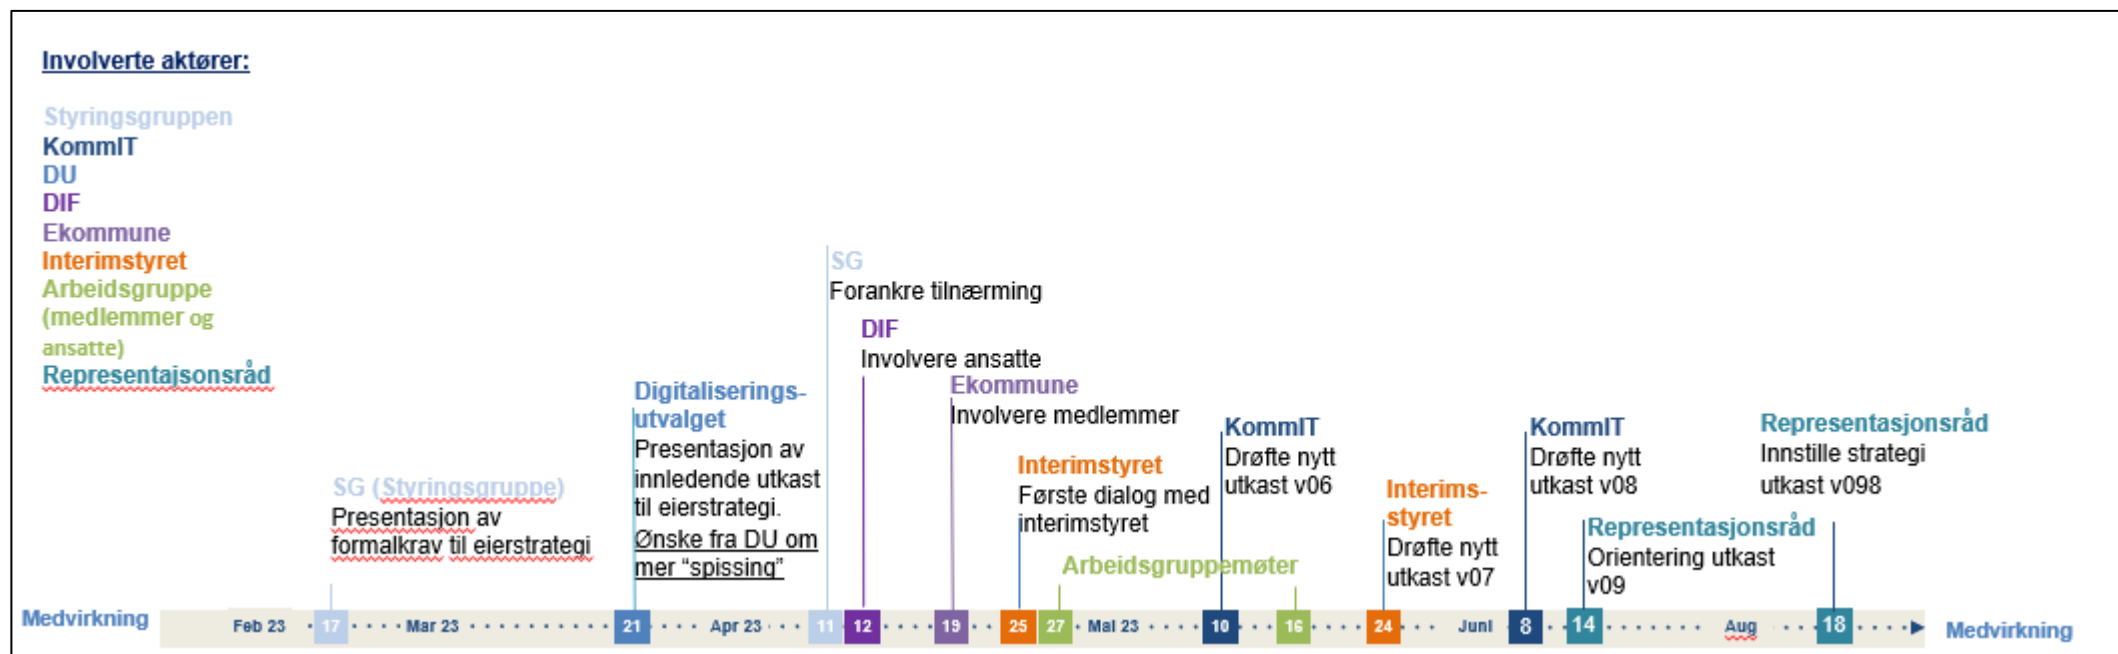 Involverte aktører:
Styringsgruppen
KommIT
DU
DIF
Ekommune
Interimstyret
Arbeidsgruppe
(medlemmer og
ansatte)
Representajsonsråd
SG (Styringsgruppe)
Presentasjon av
formalkrav til eierstrategi
Digitaliserings-
utvalget
Presentasjon av
innledende utkast
til eierstrategi.
Ønske fra DU om
mer “spissing”
SG
Forankre tilnærming
DIF
Involvere ansatte
Ekommune
Involvere medlemmer
Interimstyret
Første dialog med
interimstyret
Arbeidsgruppemøter
KommIT
Drøfte nytt
utkast v06
Interims-
styret
Drøfte nytt
utkast v07
KommIT
Drøfte nytt
utkast v08
Representasjonsråd
Orientering utkast
v09
Representasjonsråd
Innstille strategi
utkast v098
Medvirkning Feb 23 17 Mar 23 21 Apr 23 11 12 19 25 27 Mai 23 10 16 24 Juni 8 14 Aug 18 Medvirkning